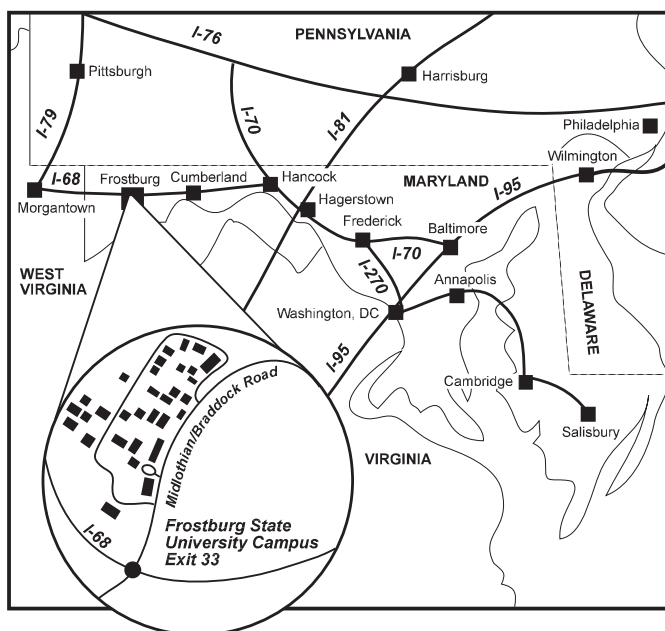 I-76
PENNSYLVANIA
Pittsburgh
Harrisburg
I-79
I-70
I-81
Philadelphia
Wilmington
I-68
Frostburg
Cumberland
Hancock
MARYLAND
I-95
Morgantown
Hagerstown
Frederick
Baltimore
I-70
WEST
VIRGINIA
I-270
Annapolis
DELAWARE
Washington, DC
I-95
Cambridge
Salisbury
VIRGINIA
Midlothian/Braddock Road
I-68
Frostburg State
University Campus
Exit 33